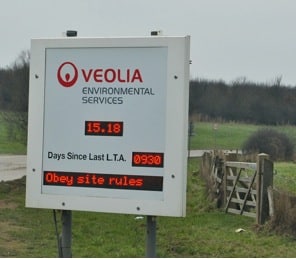 VEOLIA
ENVIRONMENTAL
SERVICES
15.18
Days Since Last L.T.A. 0930
Obey site rules